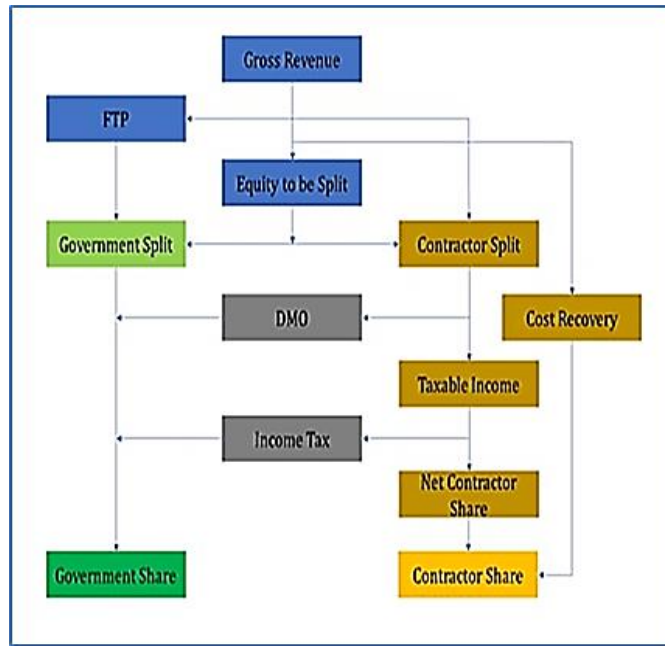 Gross Revenue
FTP
Equity to be Split
Government Split
Contractor Split
DMO
Cost Recovery
Taxable Income
Income Tax
Net Contractor
Share
Government Share
Contractor Share